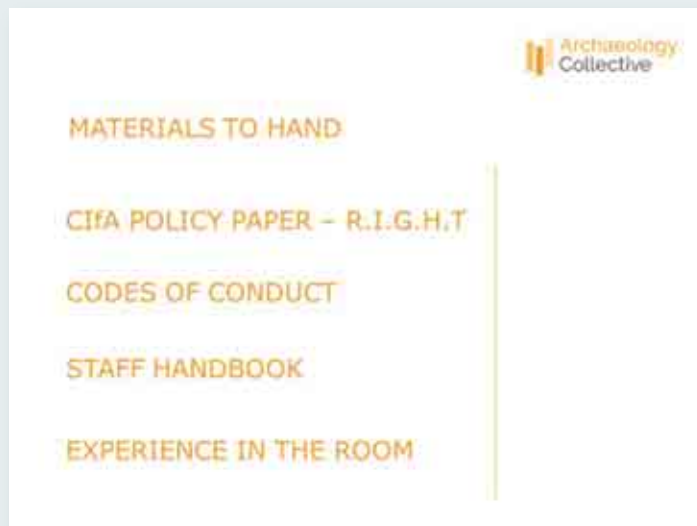 Archaeology
Collective
MATERIALS TO HAND
CIfA POLICY PAPER – R.I.G.H.T
CODES OF CONDUCT
STAFF HANDBOOK
EXPERIENCE IN THE ROOM